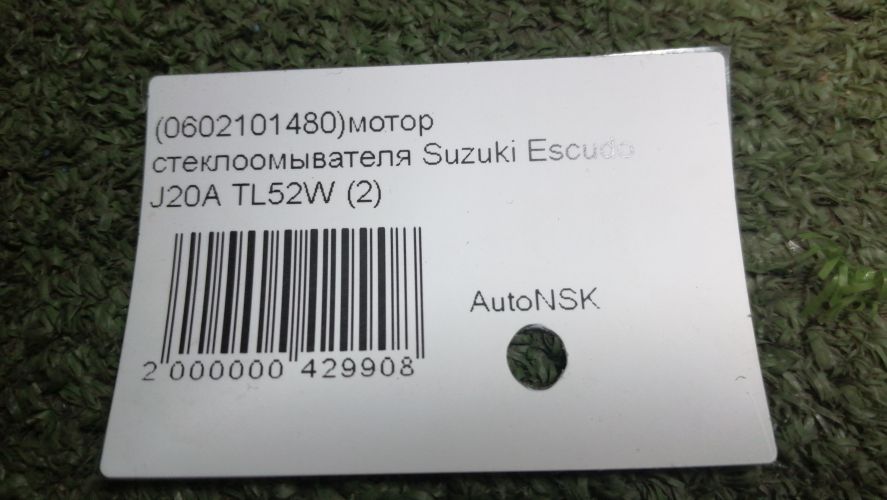 (0602101480)мотор
стеклоомывателя Suzuki Escudo
J20A TL52W (2)
AutoNSK
2 000000 429908